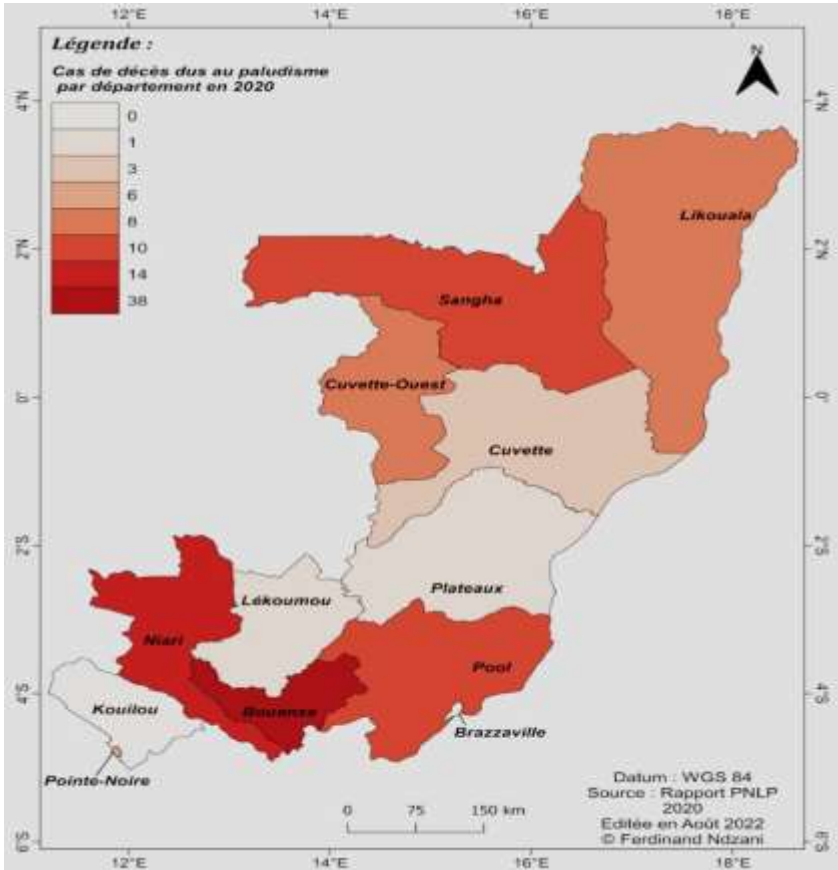 12°E 14°E 16°E 18°E
Légende :
Cas de décès dus au paludisme
par département en 2020
0
1
3
6
8
10
14
38
N
4°N 4°N
2°N 2°N
0° 0°
2°S 2°S
4°S 4°S
6°S 6°S
Likouala
Sangha
Cuvette-Ouest
Cuvette
Plateaux
Lékoumou
Niari
Pool
Kouilou
Bouenza
Brazzaville
Pointe-Noire
0 75 150 km
Datum : WGS 84
Source : Rapport PNLP
2020
Editée en Août 2022
© Ferdinand Ndzani
12°E 14°E 16°E 18°E